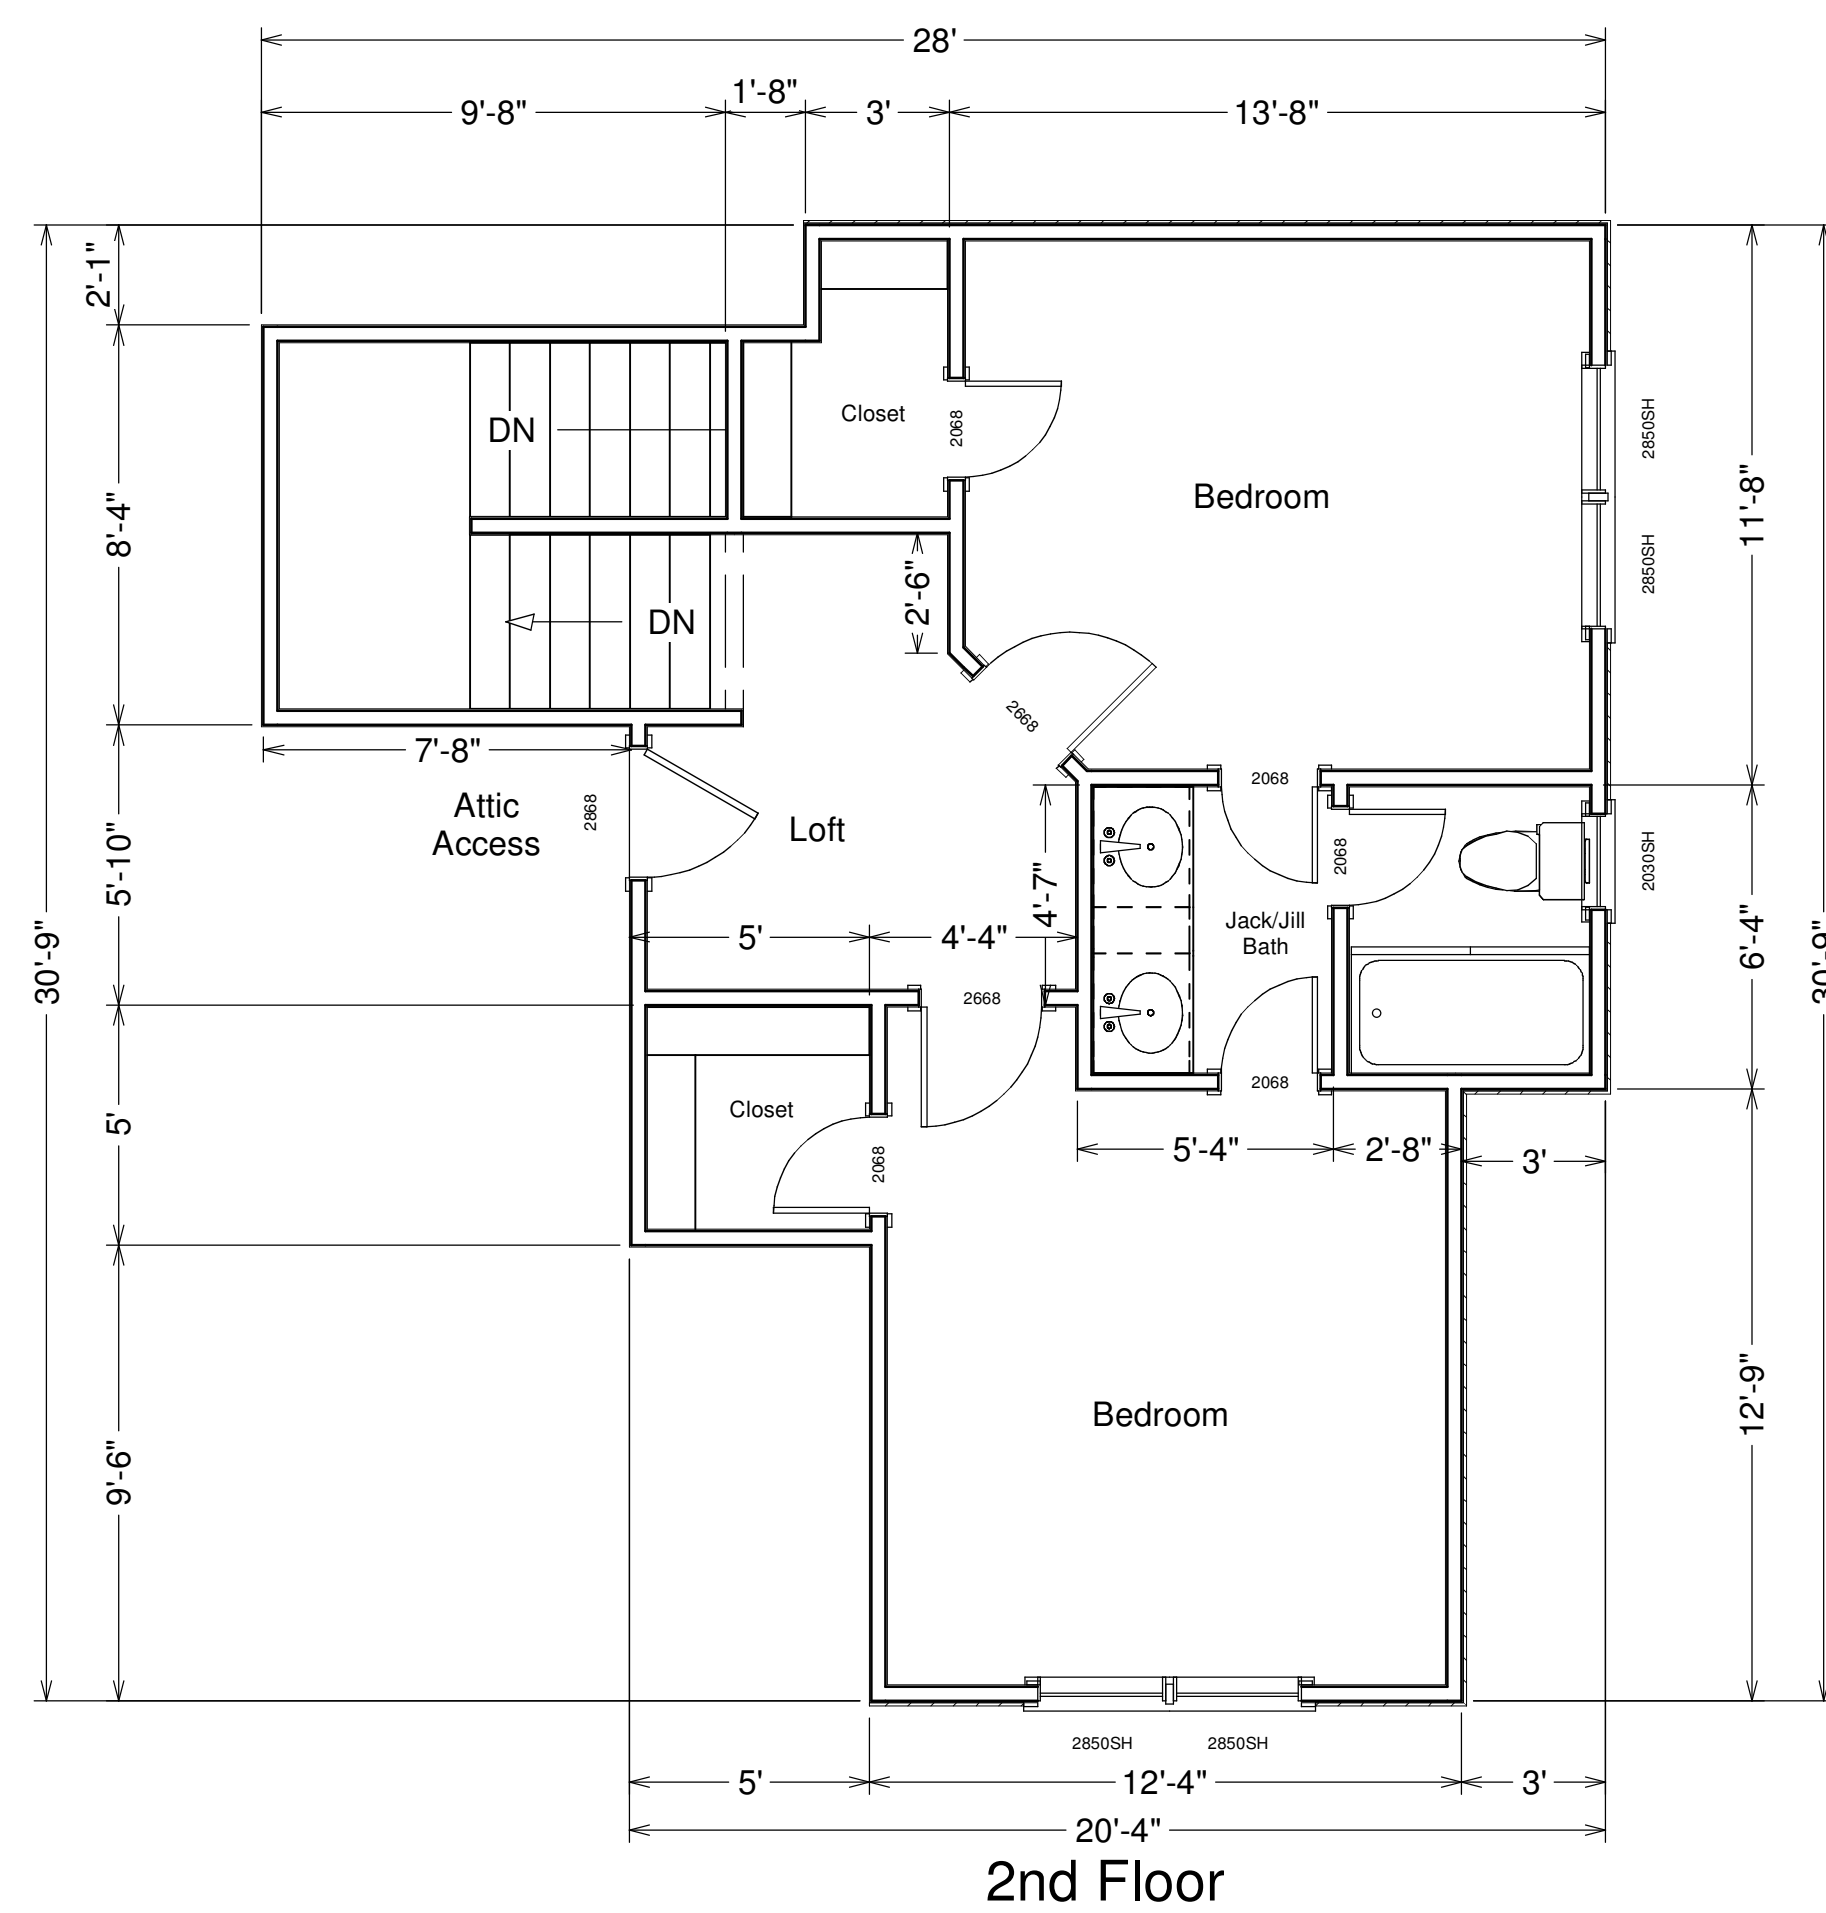 28'
1'-8"
9'-8"
3'
13'-8"
2'-1"
Closet
2068
2850SH
DN
Bedroom
11'-8"
8'-4"
2850SH
2'-6"
DN
2668
7'-8"
2068
Attic
Access
2868
Loft
2068
2030SH
5'-10"
4'-7"
Jack/Jill
Bath
5'
4'-4"
6'-4"
30'-9"
30'-9"
2668
2068
Closet
5'
2068
5'-4"
2'-8"
3'
12'-9"
Bedroom
9'-6"
2850SH
2850SH
5'
12'-4"
3'
20'-4"
2nd Floor